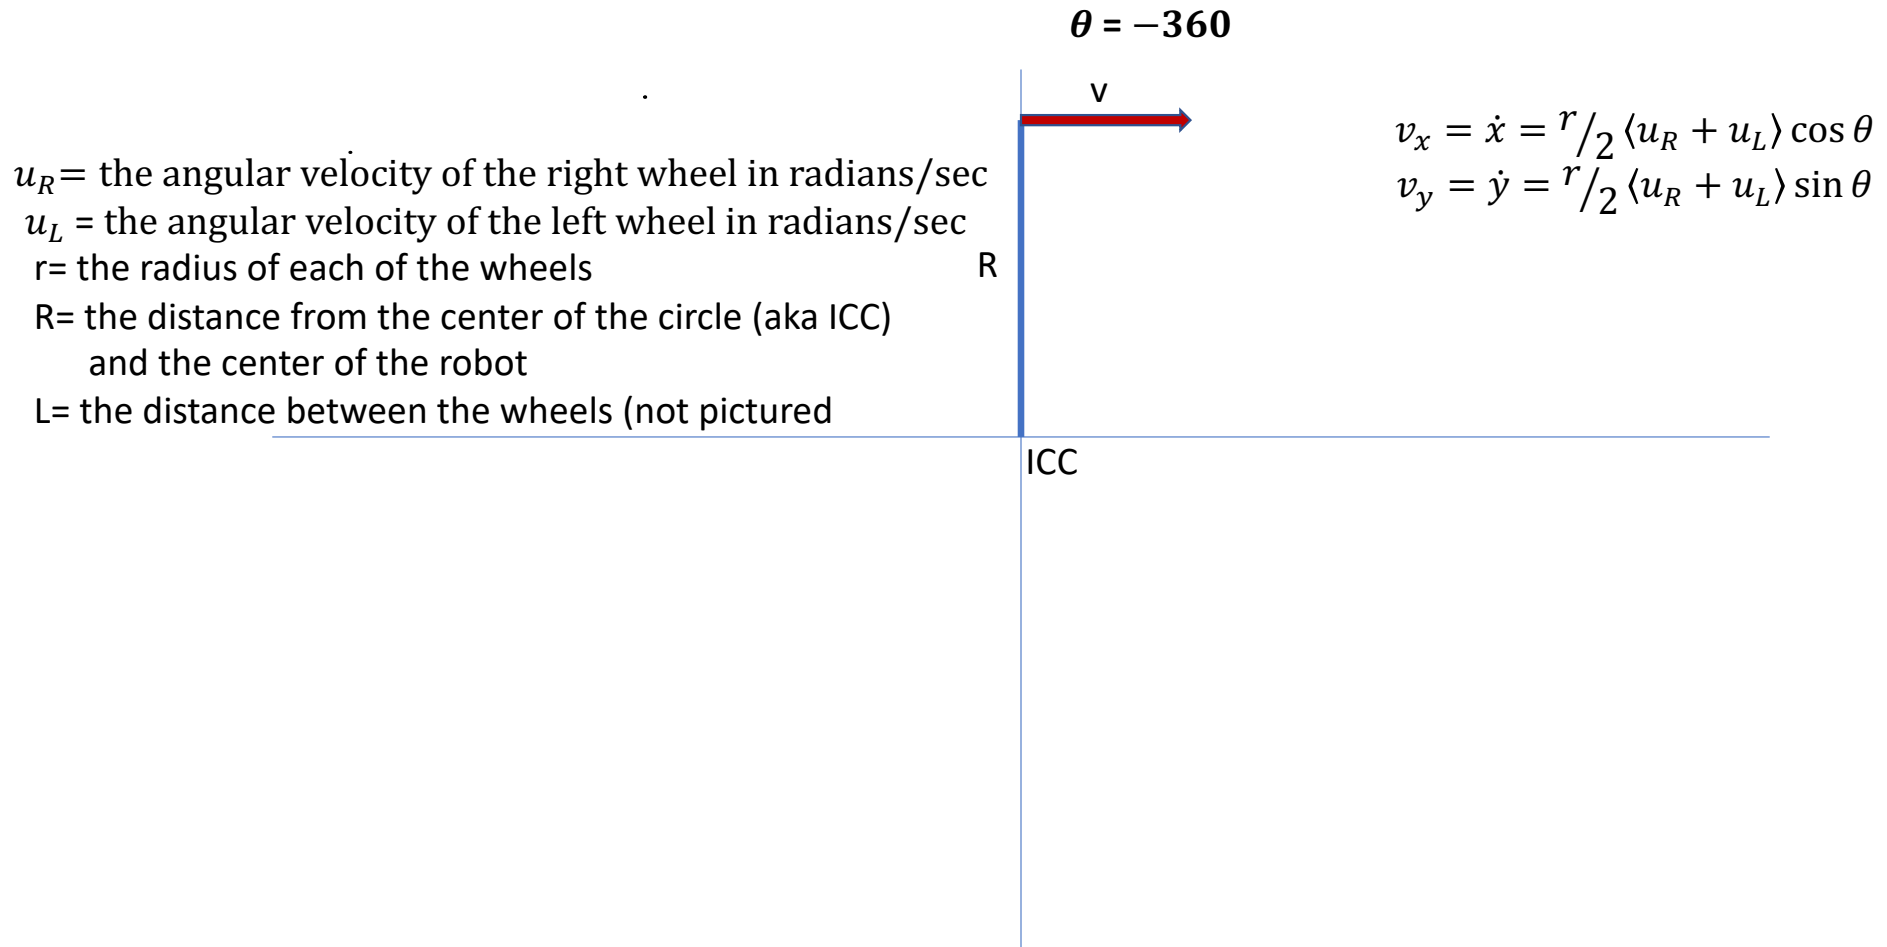 θ = −360
v
v_x = ẋ = r/2 ⟨u_R + u_L⟩ cos θ
v_y = ẏ = r/2 ⟨u_R + u_L⟩ sin θ
u_R= the angular velocity of the right wheel in radians/sec
u_L = the angular velocity of the left wheel in radians/sec
r= the radius of each of the wheels
R
R= the distance from the center of the circle (aka ICC)
and the center of the robot
L= the distance between the wheels (not pictured
ICC